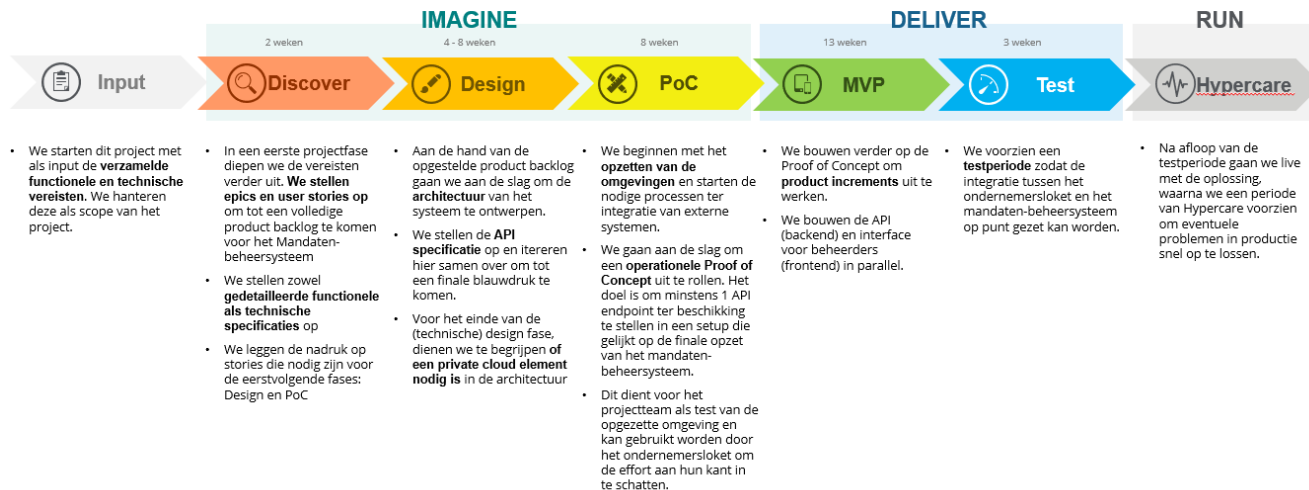 IMAGINE
DELIVER
RUN
2 weken
4 - 8 weken
8 weken
13 weken
3 weken
Input
Discover
Design
PoC
MVP
Test
Hypercare
• We starten dit project met
als input de verzamelde
functionele en technische
vereisten. We hanteren
deze als scope van het
project.
• In een eerste projectfase
diepen we de vereisten
verder uit. We stellen
epics en user stories op
om tot een volledige
product backlog te komen
voor het Mandaten-
beheersysteem
• We stellen zowel
gedetailleerde functionele
als technische
specificaties op
• We leggen de nadruk op
stories die nodig zijn voor
de eerstvolgende fases:
Design en PoC
• Aan de hand van de
opgestelde product backlog
gaan we aan de slag om de
architectuur van het
systeem te ontwerpen.
• We stellen de API
specificatie op en itereren
hier samen over om tot
een finale blauwdruk te
komen.
• Voor het einde van de
(technische) design fase,
dienen we te begrijpen of
een private cloud element
nodig is in de architectuur
• We beginnen met het
opzetten van de
omgevingen en starten de
nodige processen ter
integratie van externe
systemen.
• We gaan aan de slag om
een operationele Proof of
Concept uit te rollen. Het
doel is om minstens 1 API
endpoint ter beschikking
te stellen in een setup die
gelijkt op de finale opzet
van het mandaten-
beheersysteem.
• Dit dient voor het
projectteam als test van de
opgezette omgeving en
kan gebruikt worden door
het ondernemersloket om
de effort aan hun kant in
te schatten.
• We bouwen verder op de
Proof of Concept om
product increments uit te
werken.
• We bouwen de API
(backend) en interface
voor beheerders
(frontend) in parallel.
• We voorzien een
testperiode zodat de
integratie tussen het
ondernemersloket en het
mandaten-beheersysteem
op punt gezet kan worden.
• Na afloop van de
testperiode gaan we live
met de oplossing,
waarna we een periode
van Hypercare voorzien
om eventuele
problemen in productie
snel op te lossen.